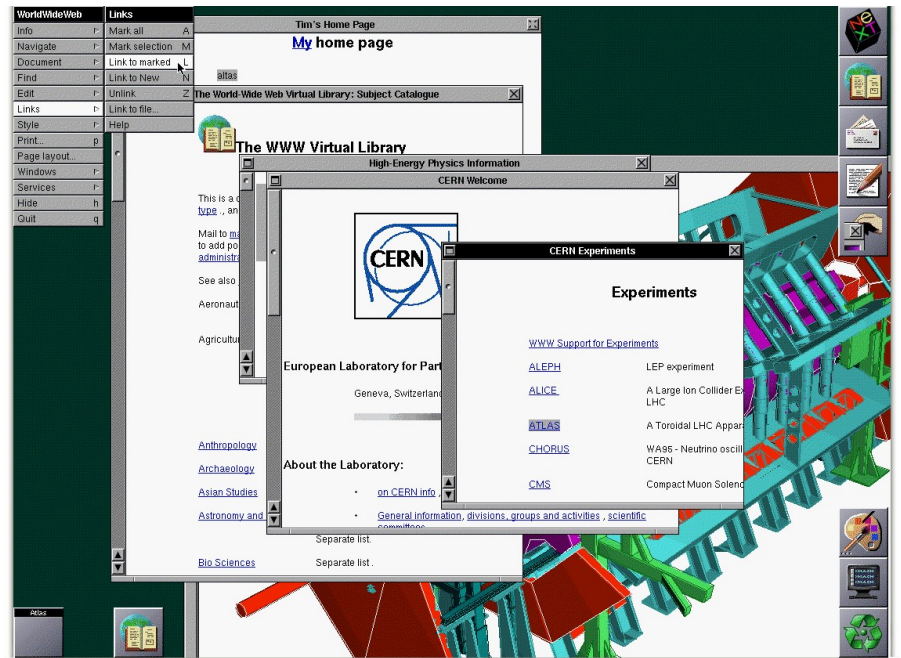 WorldWideWeb
Info
Navigate
Document
Find
Edit
Links
Style
Print... p
Page layout...
Windows
Services
Hide h
Quit q
Links
Mark all A
Mark selection M
Link to marked L
Link to New N
Unlink Z
Link to file...
Help
Tim's Home Page
My home page
altas
The World-Wide Web Virtual Library: Subject Catalogue
The WWW Virtual Library
This is a
type ., an
Mail to
to add po
administra
See also
Aeronaut
Agricultu
Anthropology
Archaeology
Asian Studies
Astronomy and
Separate list.
Bio Sciences Separate list .
High-Energy Physics Information
CERN Welcome
CERN
European Laboratory for Part
Geneva, Switzerland
About the Laboratory:
· on CERN info ,
· General information, divisions, groups and activities , scientific
committees
CERN Experiments
Experiments
WWW Support for Experiments
ALEPH LEP experiment
ALICE A Large Ion Collider Ex
LHC
ATLAS A Toroidal LHC Appar
CHORUS WA95 - Neutrino oscill
CERN
CMS Compact Muon Soleno
NeXT
Atlas